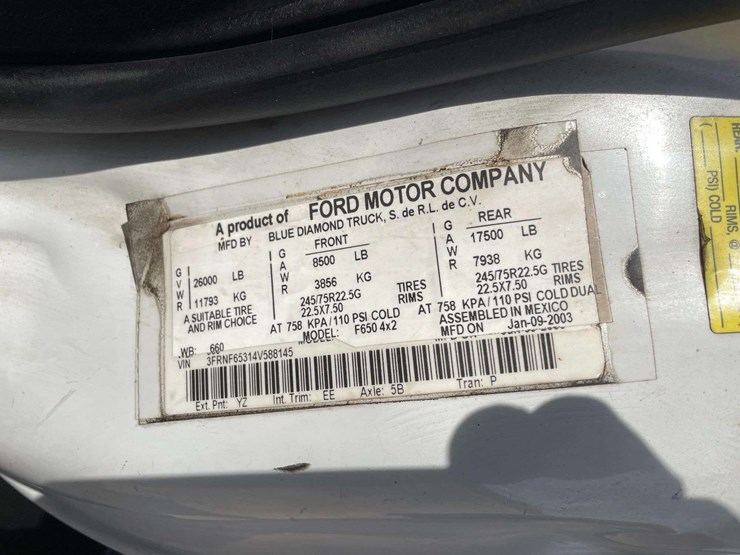 A product of FORD MOTOR COMPANY
MFD BY BLUE DIAMOND TRUCK, S. de R.L. de C.V.
GVWR 26000 LB
11793 KG
A SUITABLE TIRE
AND RIM CHOICE
FRONT
GAWR 8500 LB
3856 KG
245/75R22.5G TIRES
22.5X7.50 RIMS
AT 758 KPA/110 PSI COLD
REAR
GAWR 17500 LB
7938 KG
245/75R22.5G TIRES
22.5X7.50 RIMS
AT 758 KPA/110 PSI COLD DUAL
ASSEMBLED IN MEXICO
MODEL: F650 4x2
MFD ON Jan-09-2003
WB: 660
VIN 3FRNF65314V588145
Ext. Pnt: YZ Int. Trim: EE Axle: 5B Tran: P
RIMS, @
PSI) COLD